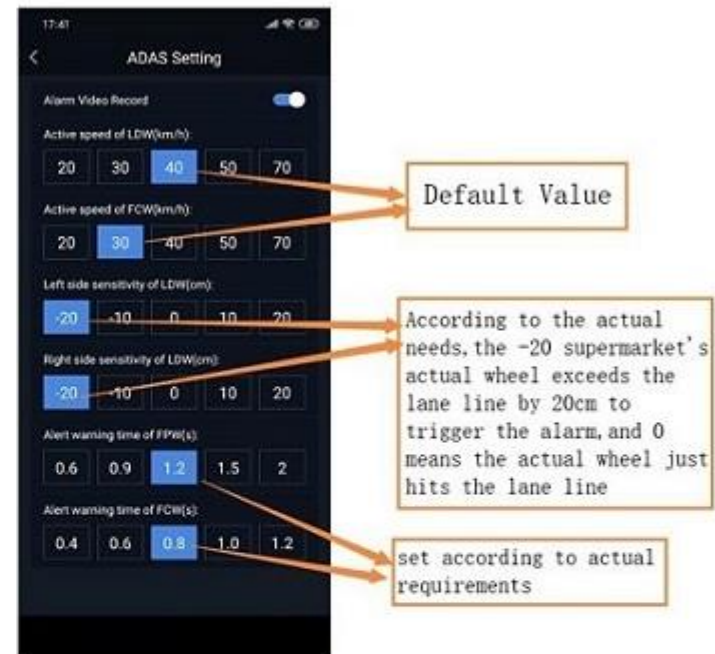 17:41
ADAS Setting
Alarm Video Record
Active speed of LDW(km/h):
20 30 40 50 70
Active speed of FCW(km/h):
20 30 40 50 70
Left side sensitivity of LDW(cm):
-20 -10 0 10 20
Right side sensitivity of LDW(cm):
-20 -10 0 10 20
Alert warning time of FPW(s):
0.6 0.9 1.2 1.5 2
Alert warning time of FCW(s):
0.4 0.6 0.8 1.0 1.2
Default Value
According to the actual
needs,the -20 supermarket's
actual wheel exceeds the
lane line by 20cm to
trigger the alarm,and 0
means the actual wheel just
hits the lane line
set according to actual
requirements